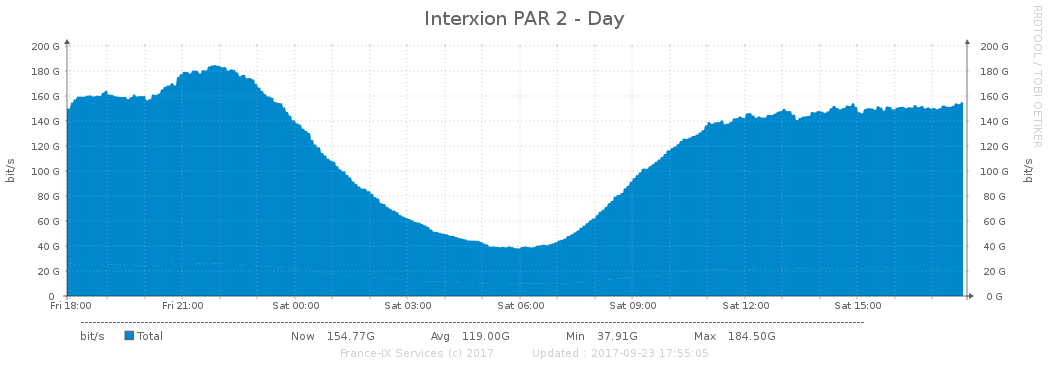 Interxion PAR 2 - Day
RRDTOOL / TOBI OETIKER
200 G 200 G
180 G 180 G
160 G 160 G
140 G 140 G
120 G 120 G
100 G 100 G
80 G 80 G
60 G 60 G
40 G 40 G
20 G 20 G
0 0 G
bit/s bit/s
Fri 18:00 Fri 21:00 Sat 00:00 Sat 03:00 Sat 06:00 Sat 09:00 Sat 12:00 Sat 15:00
bit/s Total Now 154.77G Avg 119.00G Min 37.91G Max 184.50G
France-IX Services (c) 2017 Updated : 2017-09-23 17:55:05